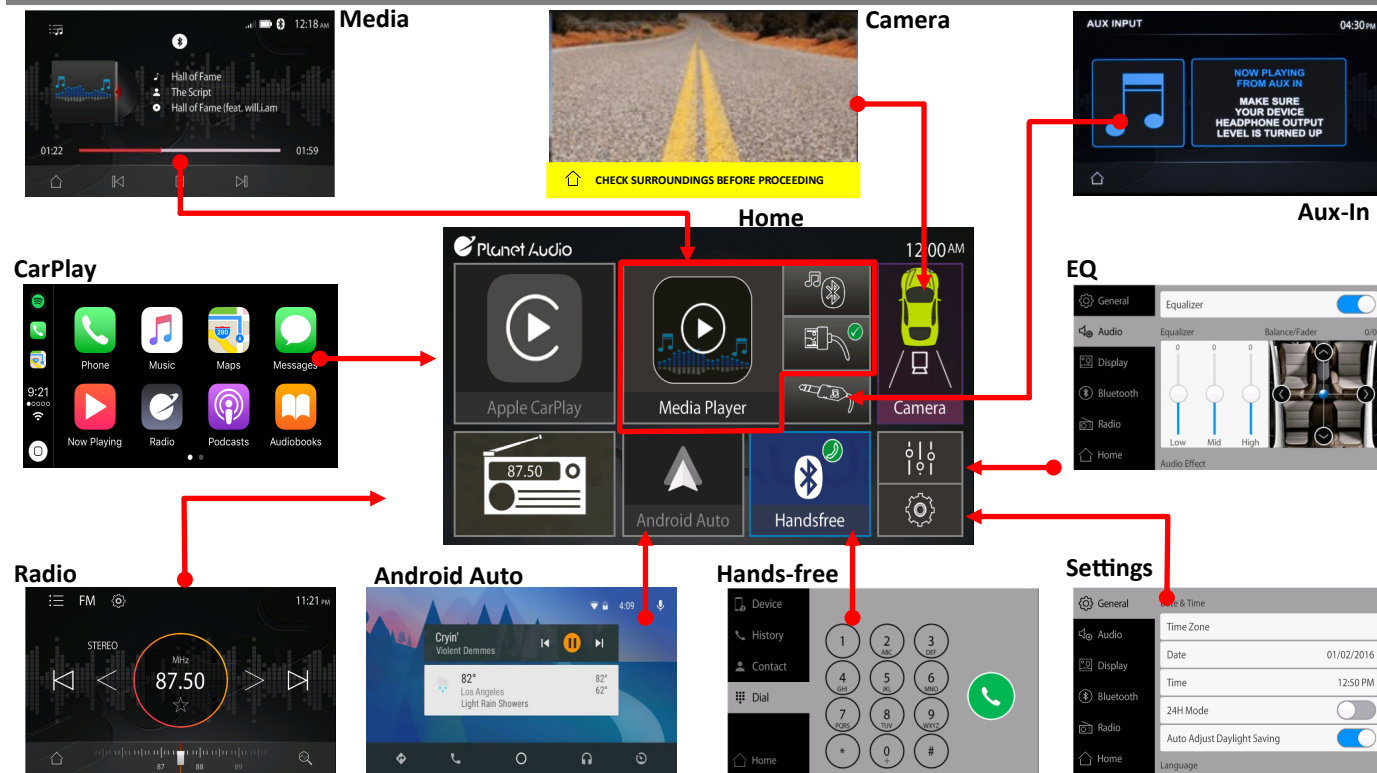 Media
12:18 AM
Hall of Fame
The Script
Hall of Fame (feat. will.i.am
01:22
01:59
Camera
CHECK SURROUNDINGS BEFORE PROCEEDING
AUX INPUT
04:30 PM
NOW PLAYING
FROM AUX IN
MAKE SURE
YOUR DEVICE
HEADPHONE OUTPUT
LEVEL IS TURNED UP
Aux-In
Home
Planet Audio
12:00 AM
Apple CarPlay
Media Player
Camera
87.50
Android Auto
Handsfree
CarPlay
280
Phone
Music
Maps
Messages
9:21
Now Playing
Radio
Podcasts
Audiobooks
EQ
General
Audio
Display
Bluetooth
Radio
Home
Equalizer
Equalizer
Balance/Fader
0/0
0
0
0
Low
Mid
High
Audio Effect
Radio
FM
11:21 PM
STEREO
MHz
87.50
87
88
89
Android Auto
4:09
Cryin'
Violent Demmes
82°
82°
Los Angeles
62°
Light Rain Showers
Hands-free
Device
History
Contact
Dial
Home
1
2
ABC
3
DEF
4
GHI
5
JKL
6
MNO
7
PQRS
8
TUV
9
WXYZ
*
0
+
#
Settings
General
Audio
Display
Bluetooth
Radio
Home
Date & Time
Time Zone
Date
01/02/2016
Time
12:50 PM
24H Mode
Auto Adjust Daylight Saving
Language